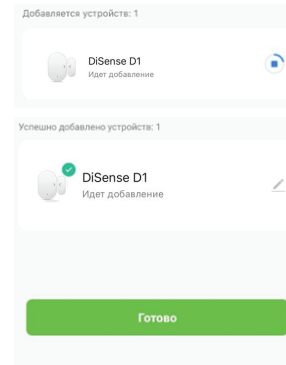 Добавляется устройств: 1
DiSense D1
Идет добавление
Успешно добавлено устройств: 1
DiSense D1
Идет добавление
Готово